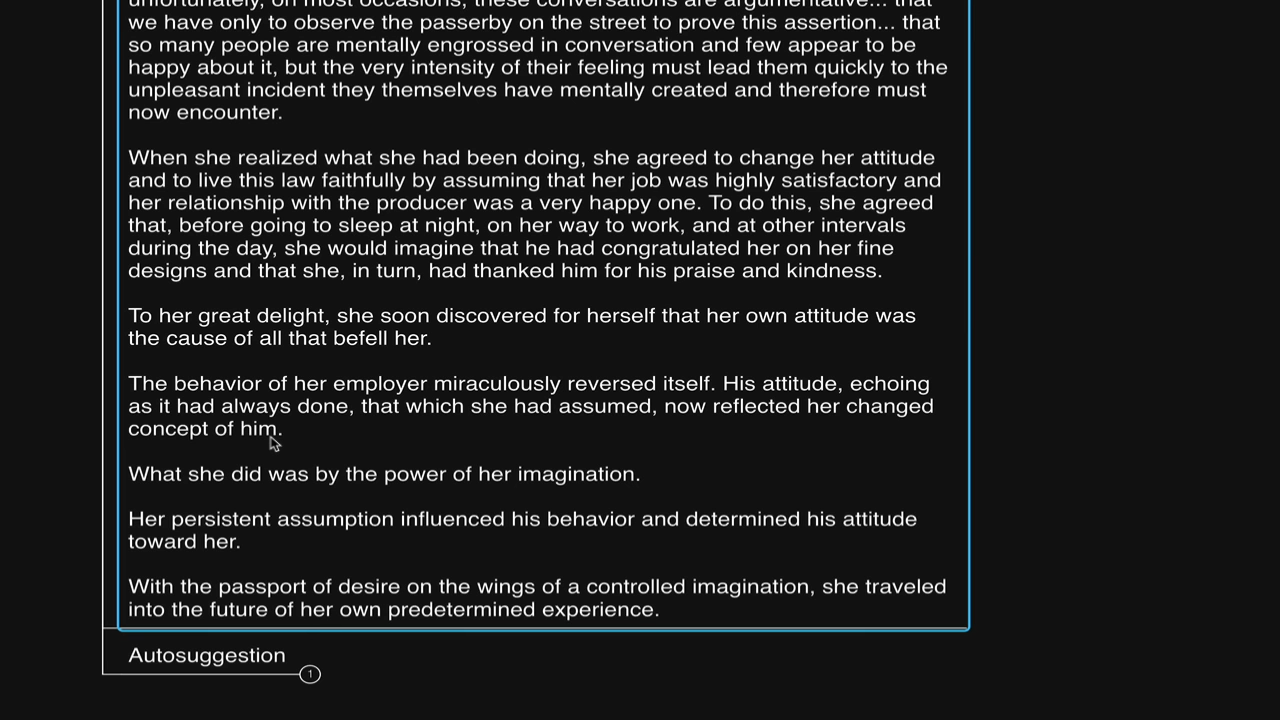 unfortunately, on most occasions, these conversations are argumentative... that
we have only to observe the passerby on the street to prove this assertion... that
so many people are mentally engrossed in conversation and few appear to be
happy about it, but the very intensity of their feeling must lead them quickly to the
unpleasant incident they themselves have mentally created and therefore must
now encounter.
When she realized what she had been doing, she agreed to change her attitude
and to live this law faithfully by assuming that her job was highly satisfactory and
her relationship with the producer was a very happy one. To do this, she agreed
that, before going to sleep at night, on her way to work, and at other intervals
during the day, she would imagine that he had congratulated her on her fine
designs and that she, in turn, had thanked him for his praise and kindness.
To her great delight, she soon discovered for herself that her own attitude was
the cause of all that befell her.
The behavior of her employer miraculously reversed itself. His attitude, echoing
as it had always done, that which she had assumed, now reflected her changed
concept of him.
What she did was by the power of her imagination.
Her persistent assumption influenced his behavior and determined his attitude
toward her.
With the passport of desire on the wings of a controlled imagination, she traveled
into the future of her own predetermined experience.
Autosuggestion
1